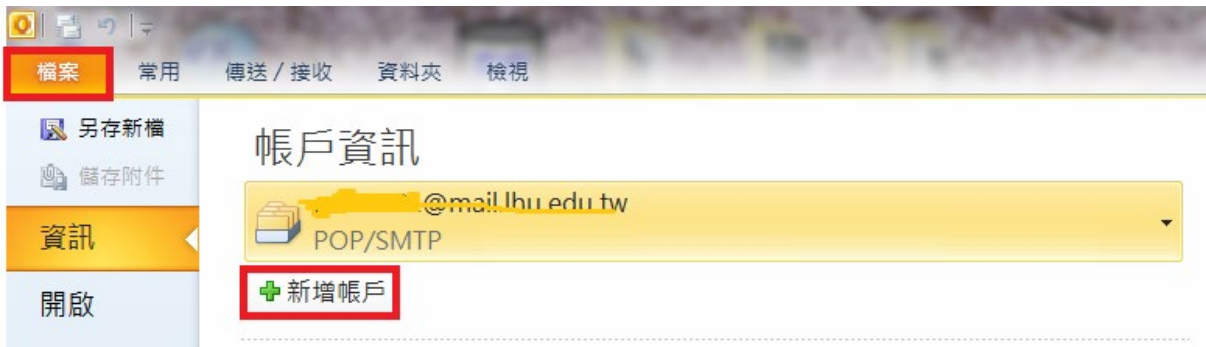 檔案 常用 傳送 / 接收 資料夾 檢視
另存新檔
儲存附件
資訊
開啟
帳戶資訊
@mail.lhu.edu.tw
POP/SMTP
新增帳戶